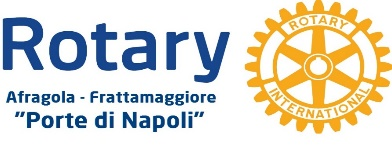 Rotary
Afragola - Frattamaggiore
"Porte di Napoli"
ROTARY
INTERNATIONAL